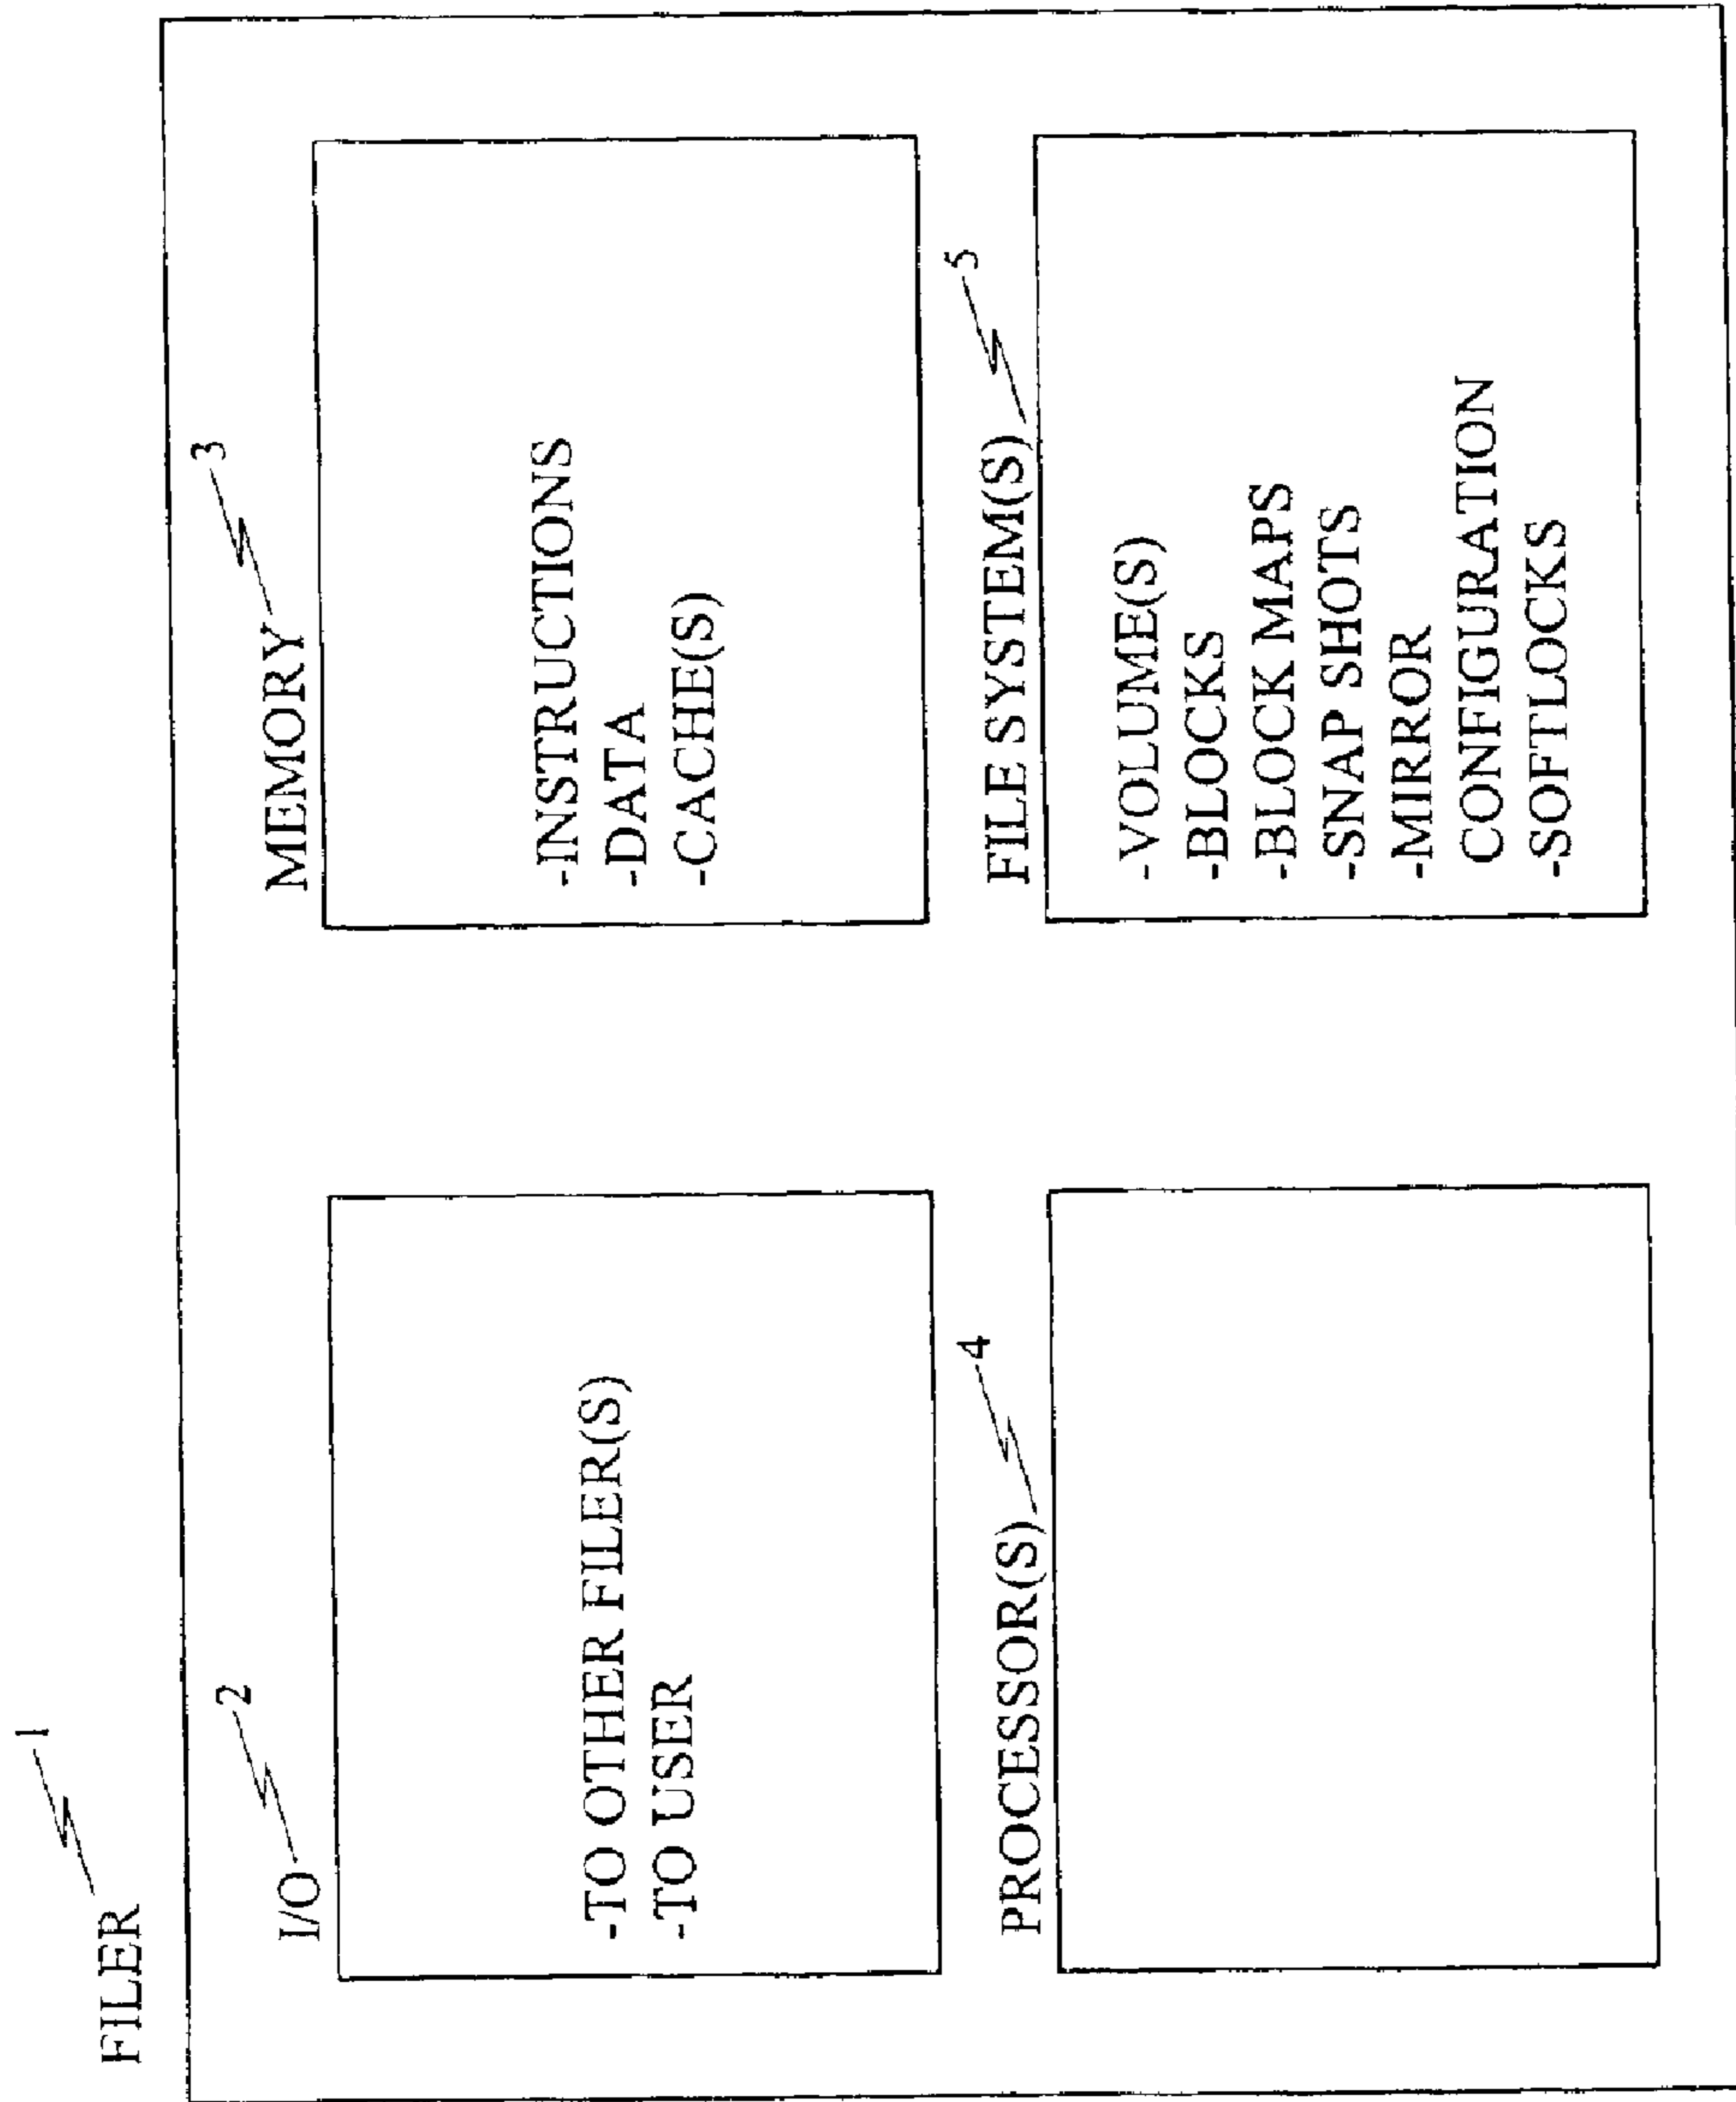 FILER 1
I/O 2
-TO OTHER FILER(S)
-TO USER
MEMORY 3
-INSTRUCTIONS
-DATA
-CACHE(S)
PROCESSOR(S) 4
FILE SYSTEM(S) 5
-VOLUME(S)
-BLOCKS
-BLOCK MAPS
-SNAP SHOTS
-MIRROR
CONFIGURATION
-SOFTLOCKS